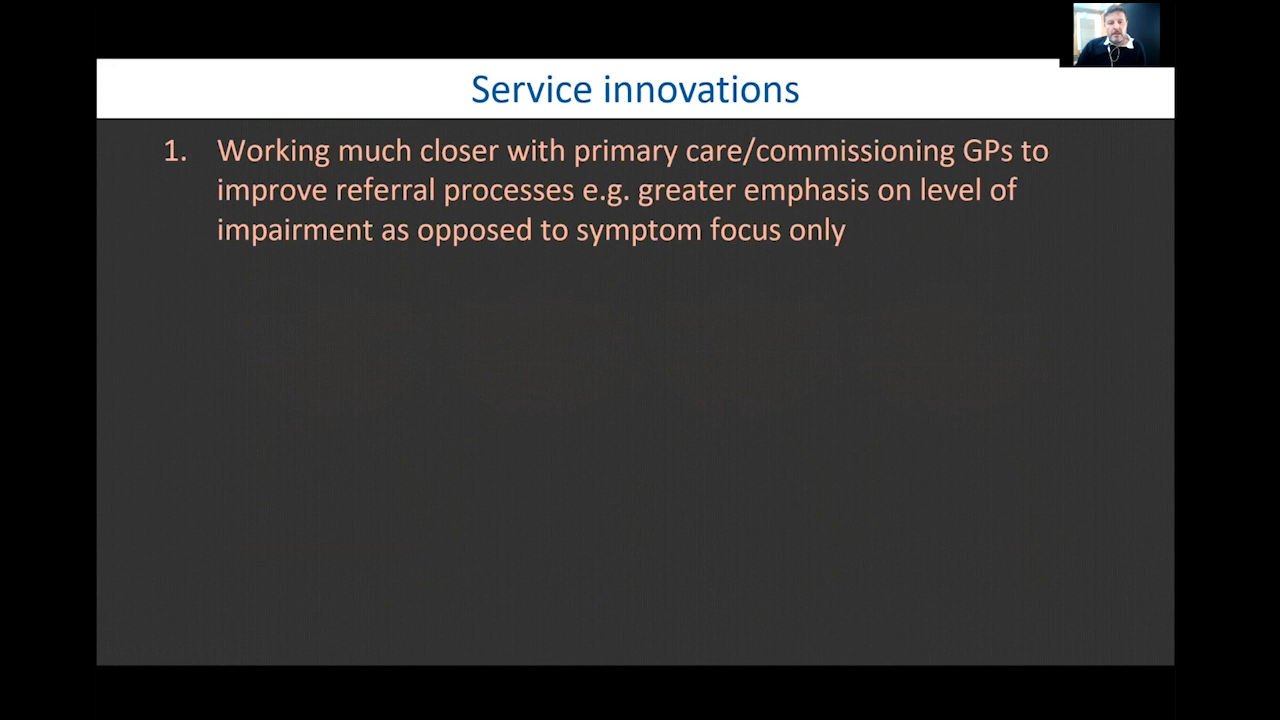 Service innovations
1. Working much closer with primary care/commissioning GPs to
improve referral processes e.g. greater emphasis on level of
impairment as opposed to symptom focus only